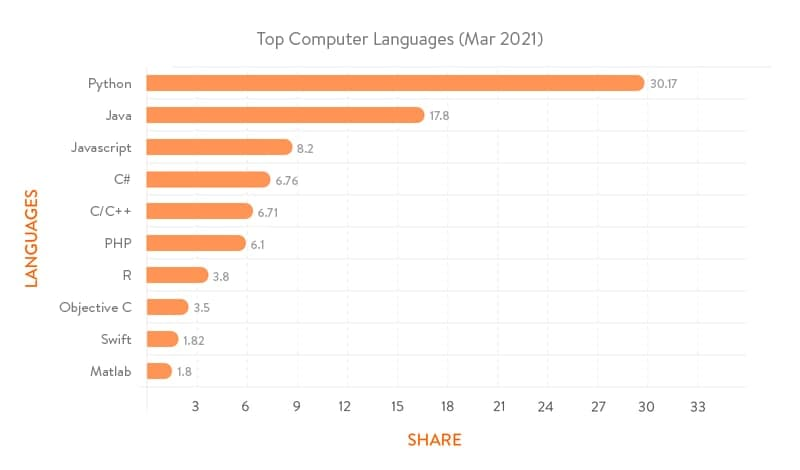 Top Computer Languages (Mar 2021)
Python 30.17
Java 17.8
Javascript 8.2
C# 6.76
C/C++ 6.71
PHP 6.1
R 3.8
Objective C 3.5
Swift 1.82
Matlab 1.8
LANGUAGES
3 6 9 12 15 18 21 24 27 30 33
SHARE